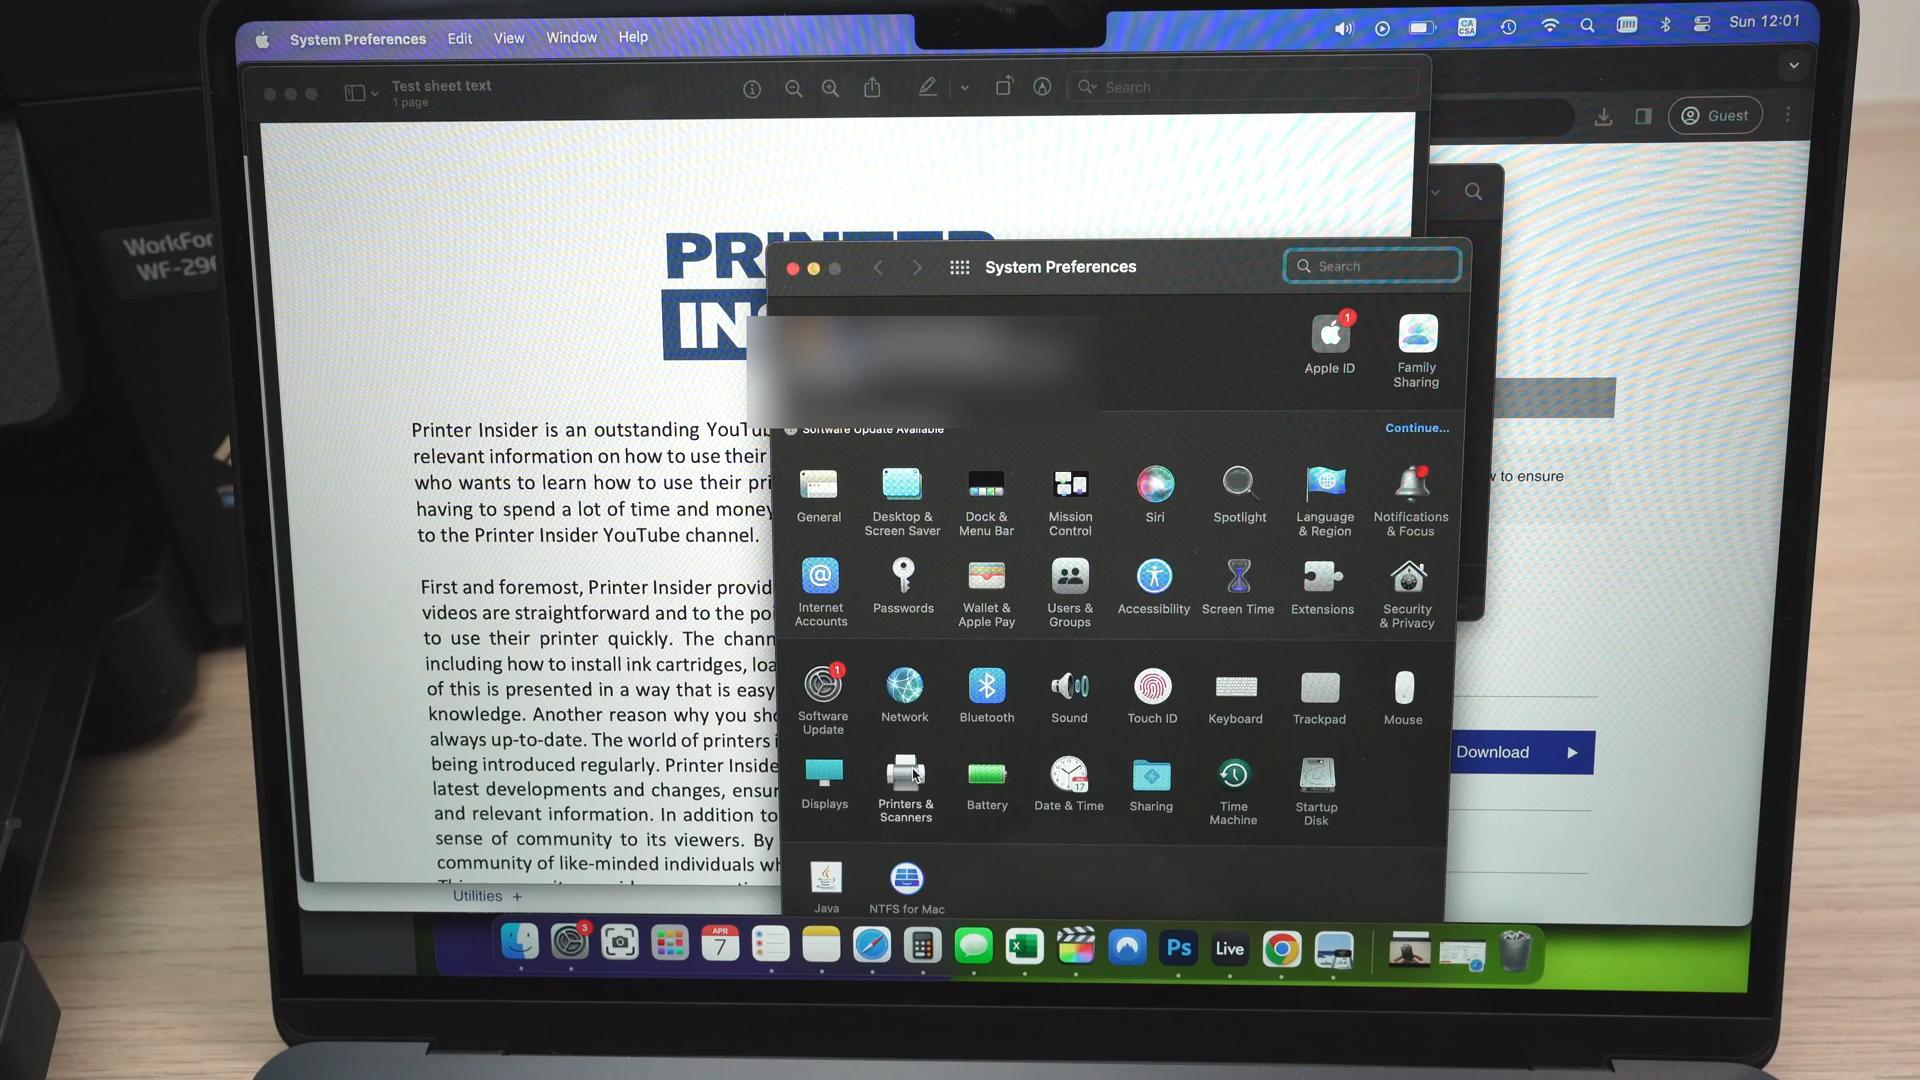 System Preferences Edit View Window Help
CA
CSA
Sun 12:01
Test sheet text
1 page
Search
Guest
WorkFor
WF-296
PRINTER
INS
Printer Insider is an outstanding YouTu
relevant information on how to use their
who wants to learn how to use their pri
having to spend a lot of time and money
to the Printer Insider YouTube channel.
First and foremost, Printer Insider provid
videos are straightforward and to the poi
to use their printer quickly. The chann
including how to install ink cartridges, loa
of this is presented in a way that is easy
knowledge. Another reason why you sho
always up-to-date. The world of printers i
being introduced regularly. Printer Inside
latest developments and changes, ensur
and relevant information. In addition to
sense of community to its viewers. By
community of like-minded individuals wh
Utilities +
System Preferences
Search
1
Apple ID
Family
Sharing
Software Update Available
Continue...
General
Desktop &
Screen Saver
Dock &
Menu Bar
Mission
Control
Siri
Spotlight
Language
& Region
Notifications
& Focus
Internet
Accounts
Passwords
Wallet &
Apple Pay
Users &
Groups
Accessibility
Screen Time
Extensions
Security
& Privacy
1
Software
Update
Network
Bluetooth
Sound
Touch ID
Keyboard
Trackpad
Mouse
Displays
Printers &
Scanners
Battery
17
Date & Time
Sharing
Time
Machine
Startup
Disk
Java
NTFS for Mac
to ensure
Download
3
APR
7
X
Ps
Live